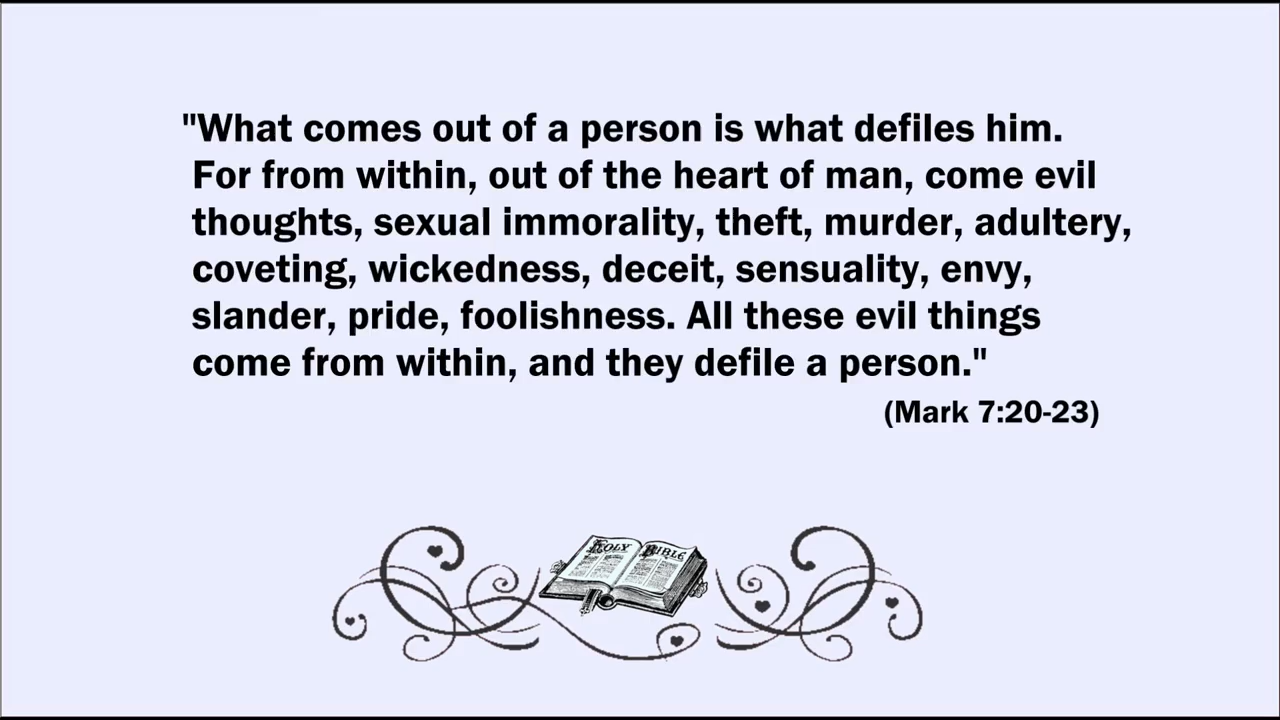 "What comes out of a person is what defiles him.
For from within, out of the heart of man, come evil
thoughts, sexual immorality, theft, murder, adultery,
coveting, wickedness, deceit, sensuality, envy,
slander, pride, foolishness. All these evil things
come from within, and they defile a person."
(Mark 7:20-23)
HOLY BIBLE